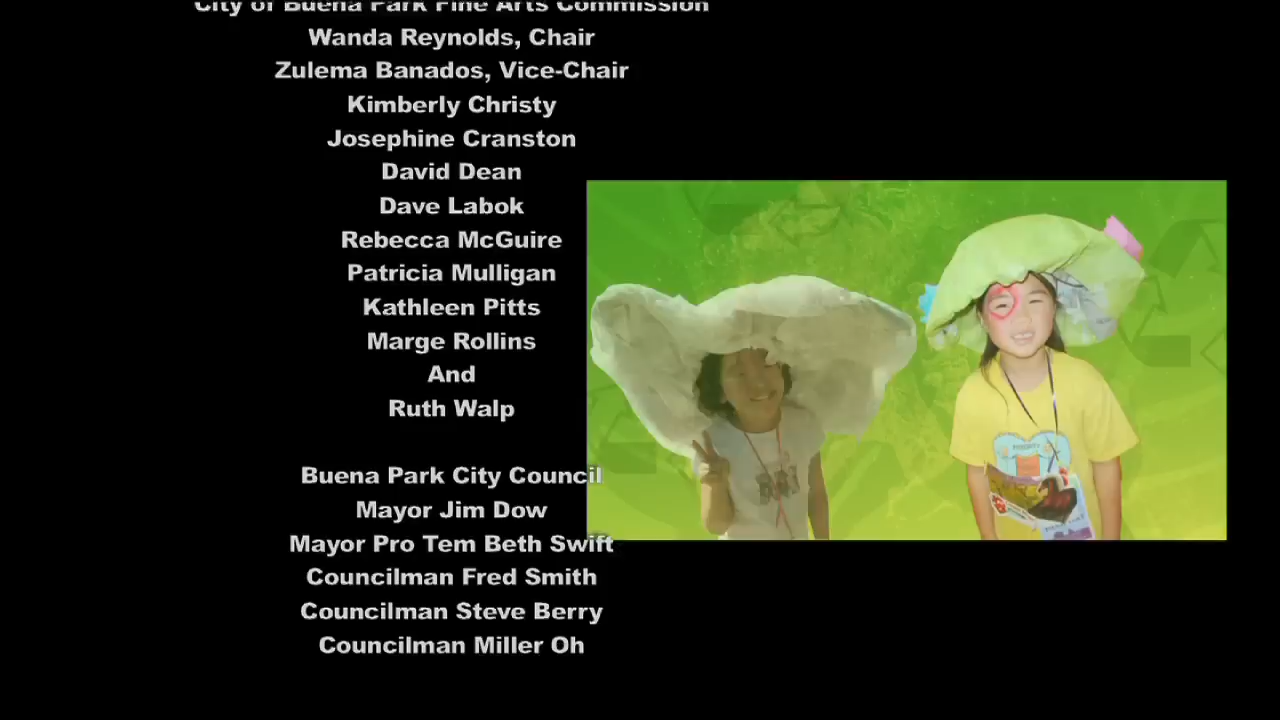 City of Buena Park Fine Arts Commission
Wanda Reynolds, Chair
Zulema Banados, Vice-Chair
Kimberly Christy
Josephine Cranston
David Dean
Dave Labok
Rebecca McGuire
Patricia Mulligan
Kathleen Pitts
Marge Rollins
And
Ruth Walp
Buena Park City Council
Mayor Jim Dow
Mayor Pro Tem Beth Swift
Councilman Fred Smith
Councilman Steve Berry
Councilman Miller Oh